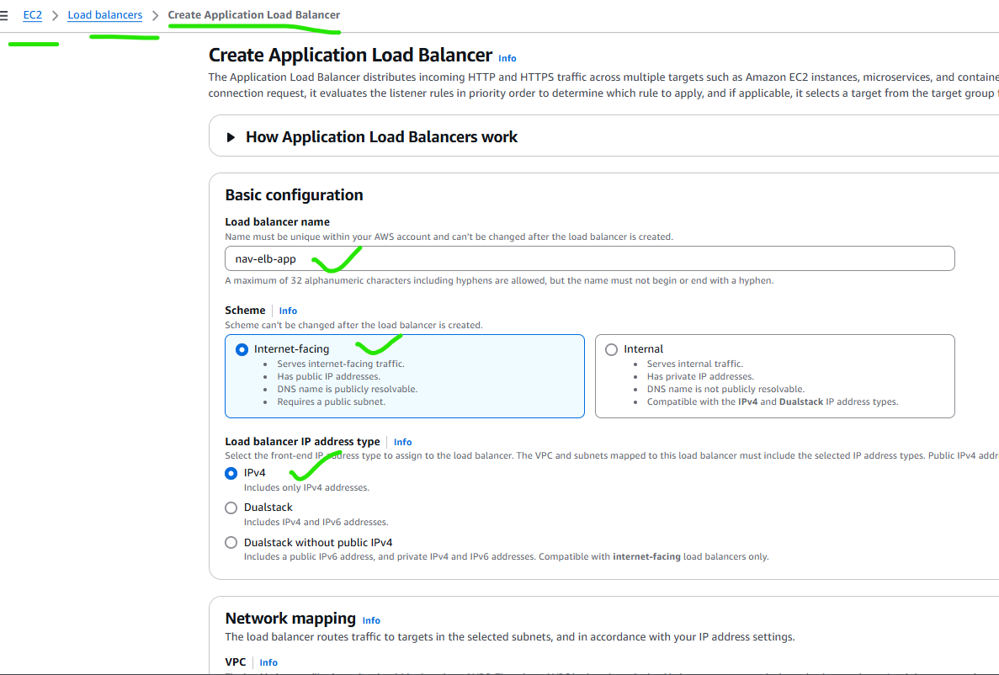 EC2 > Load balancers > Create Application Load Balancer
Create Application Load Balancer Info
The Application Load Balancer distributes incoming HTTP and HTTPS traffic across multiple targets such as Amazon EC2 instances, microservices, and containe
connection request, it evaluates the listener rules in priority order to determine which rule to apply, and if applicable, it selects a target from the target group
How Application Load Balancers work
Basic configuration
Load balancer name
Name must be unique within your AWS account and can't be changed after the load balancer is created.
nav-elb-app
A maximum of 32 alphanumeric characters including hyphens are allowed, but the name must not begin or end with a hyphen.
Scheme | Info
Scheme can't be changed after the load balancer is created.
Internet-facing
• Serves internet-facing traffic.
• Has public IP addresses.
• DNS name is publicly resolvable.
• Requires a public subnet.
Internal
• Serves internal traffic.
• Has private IP addresses.
• DNS name is not publicly resolvable.
• Compatible with the IPv4 and Dualstack IP address types.
Load balancer IP address type | Info
Select the front-end IP address type to assign to the load balancer. The VPC and subnets mapped to this load balancer must include the selected IP address types. Public IPv4 addr
IPv4
Includes only IPv4 addresses.
Dualstack
Includes IPv4 and IPv6 addresses.
Dualstack without public IPv4
Includes a public IPv6 address, and private IPv4 and IPv6 addresses. Compatible with internet-facing load balancers only.
Network mapping Info
The load balancer routes traffic to targets in the selected subnets, and in accordance with your IP address settings.
VPC | Info